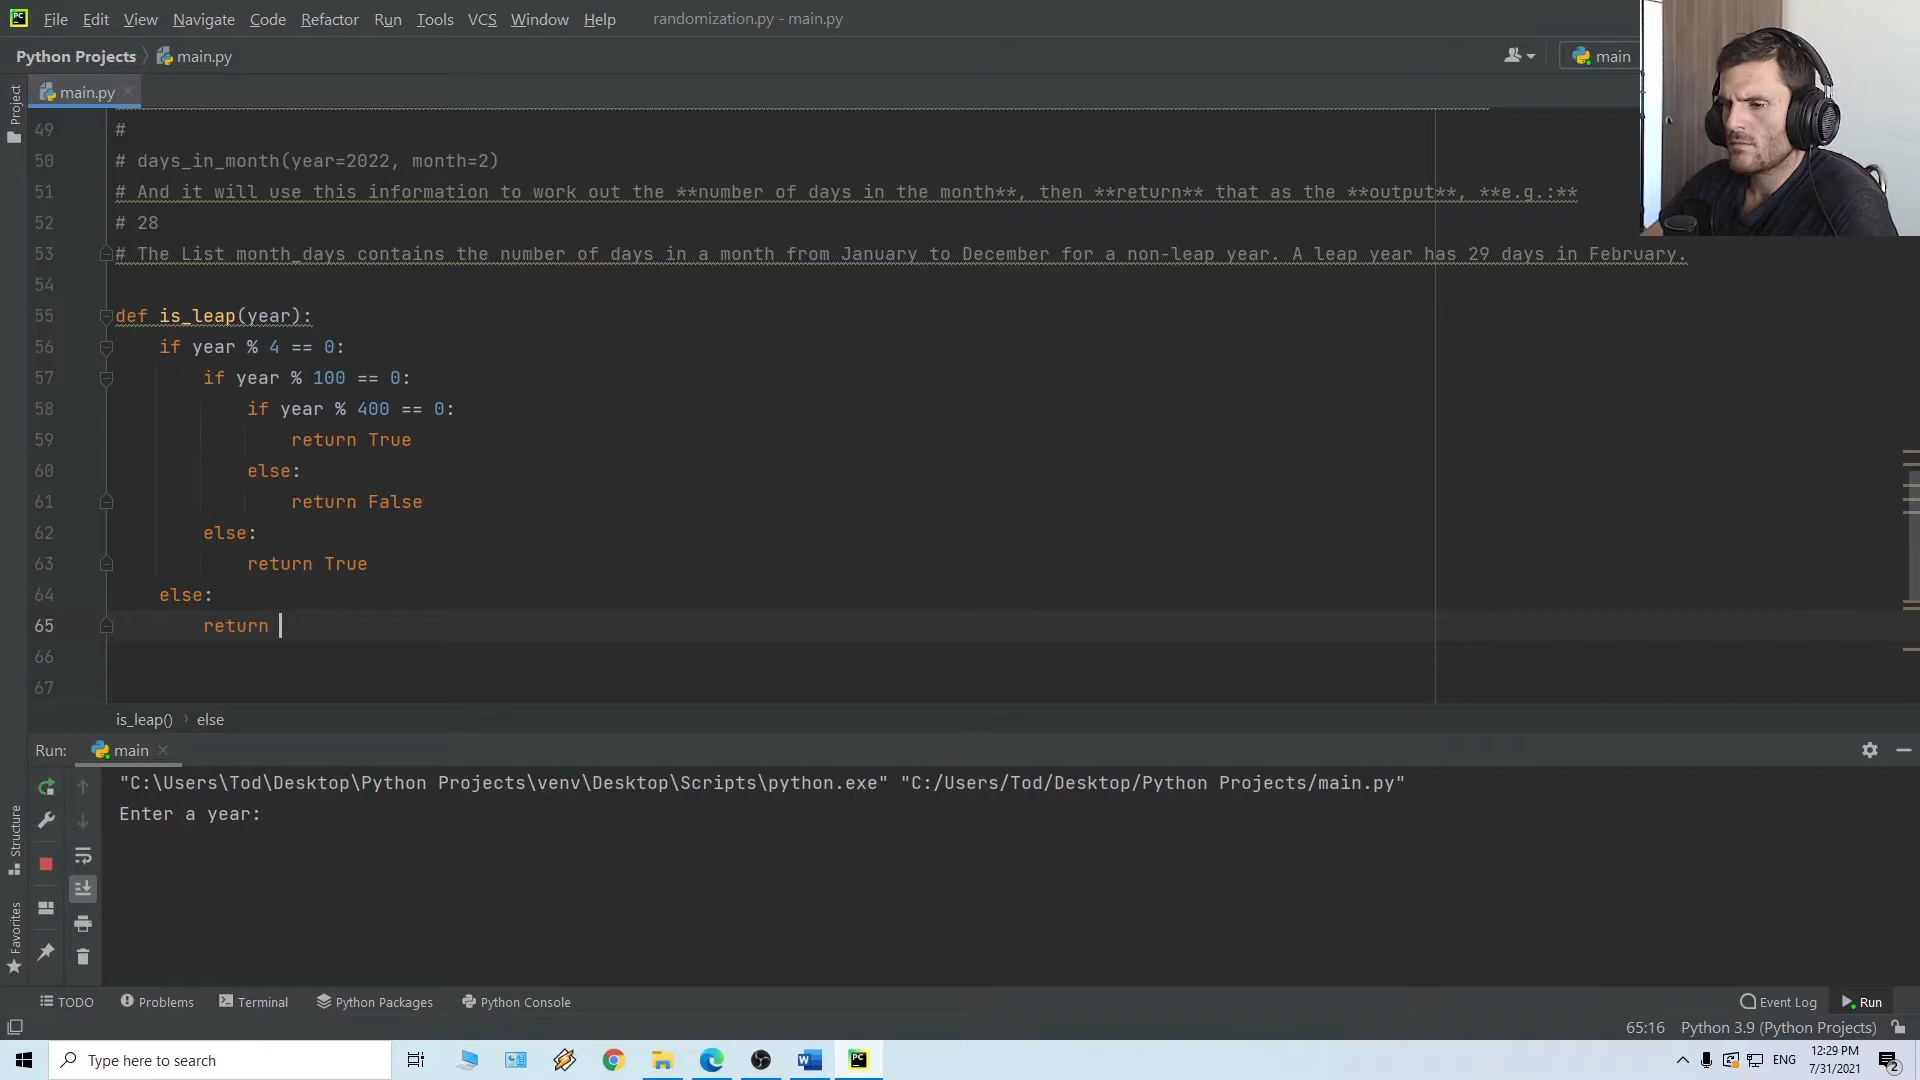 File Edit View Navigate Code Refactor Run Tools VCS Window Help randomization.py - main.py
Python Projects main.py main
Project
main.py
49 #
50 # days_in_month(year=2022, month=2)
51 # And it will use this information to work out the **number of days in the month**, then **return** that as the **output**, **e.g.:**
52 # 28
53 # The List month_days contains the number of days in a month from January to December for a non-leap year. A leap year has 29 days in February.
54
55 def is_leap(year):
56 if year % 4 == 0:
57 if year % 100 == 0:
58 if year % 400 == 0:
59 return True
60 else:
61 return False
62 else:
63 return True
64 else:
65 return
66
67
is_leap() › else
Run: main
"C:\Users\Tod\Desktop\Python Projects\venv\Desktop\Scripts\python.exe" "C:/Users/Tod/Desktop/Python Projects/main.py"
Enter a year:
Structure
Favorites
TODO Problems Terminal Python Packages Python Console Event Log Run
65:16 Python 3.9 (Python Projects)
Type here to search
PC
ENG
12:29 PM
7/31/2021
2